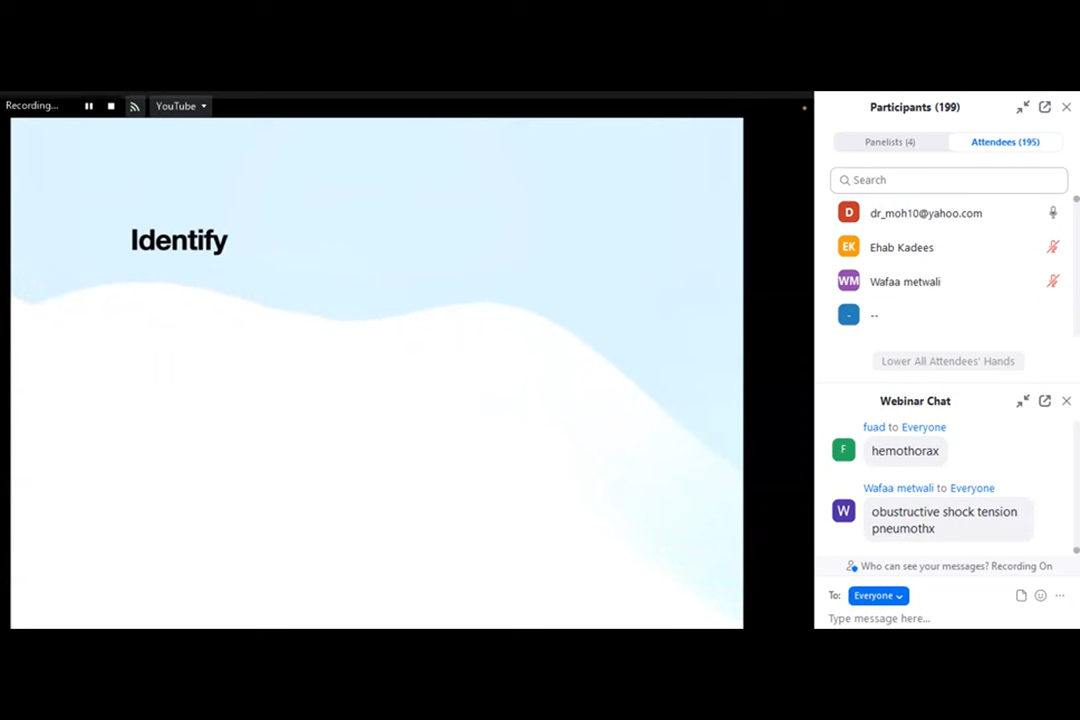 Recording...
YouTube
Identify
Participants (199)
Panelists (4)
Attendees (195)
Search
D
dr_moh10@yahoo.com
EK
Ehab Kadees
WM
Wafaa metwali
-
--
Lower All Attendees' Hands
Webinar Chat
fuad to Everyone
F
hemothorax
Wafaa metwali to Everyone
W
obustructive shock tension
pneumothx
Who can see your messages? Recording On
To: Everyone
Type message here...